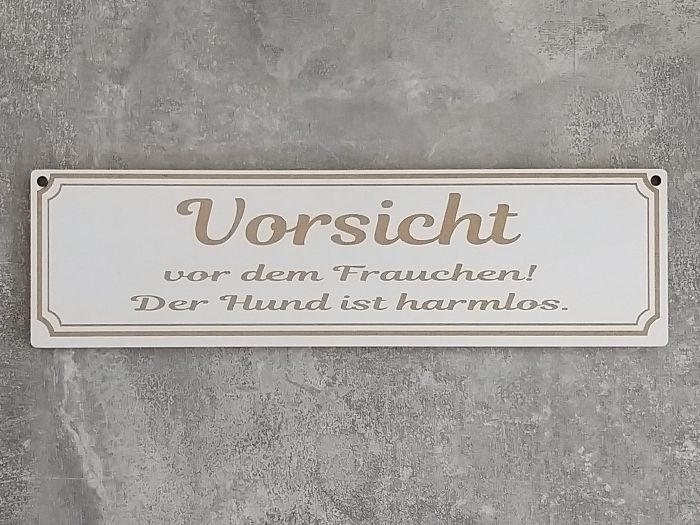 Vorsicht
vor dem Frauchen!
Der Hund ist harmlos.